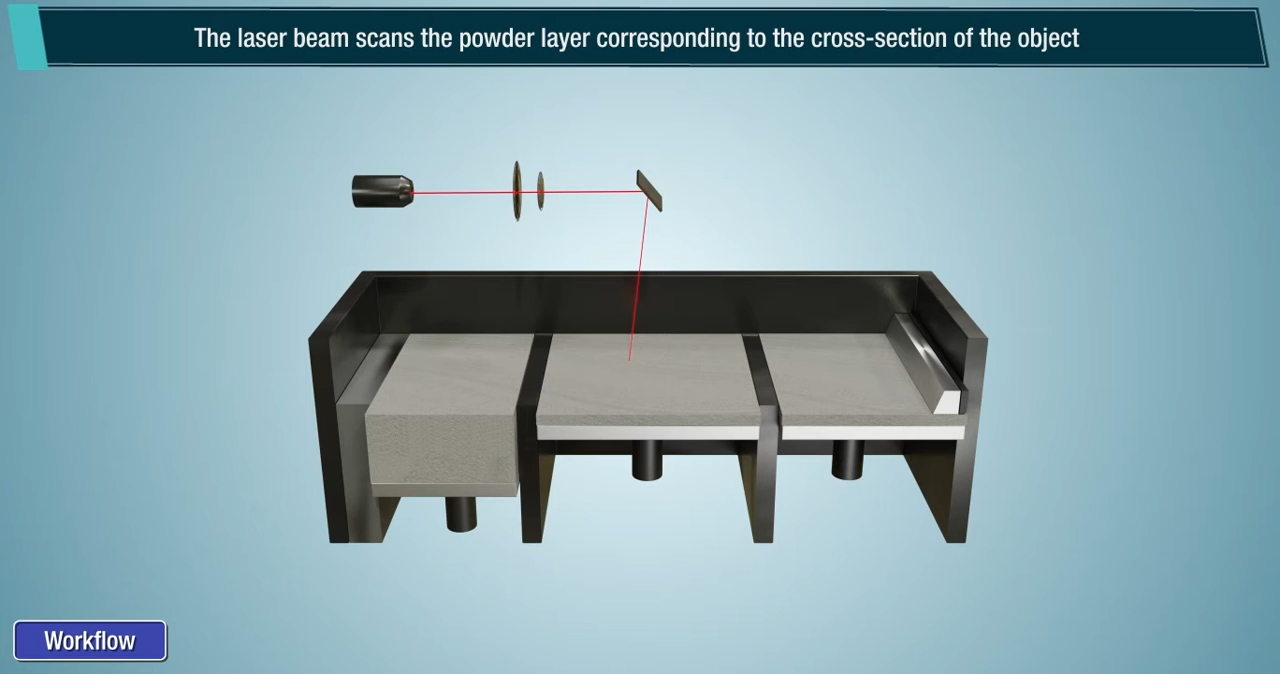 The laser beam scans the powder layer corresponding to the cross-section of the object
Workflow